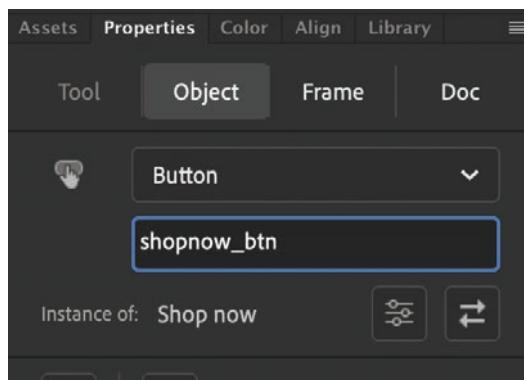 Assets Properties Color Align Library
Tool Object Frame Doc
Button
shopnow_btn
Instance of: Shop now